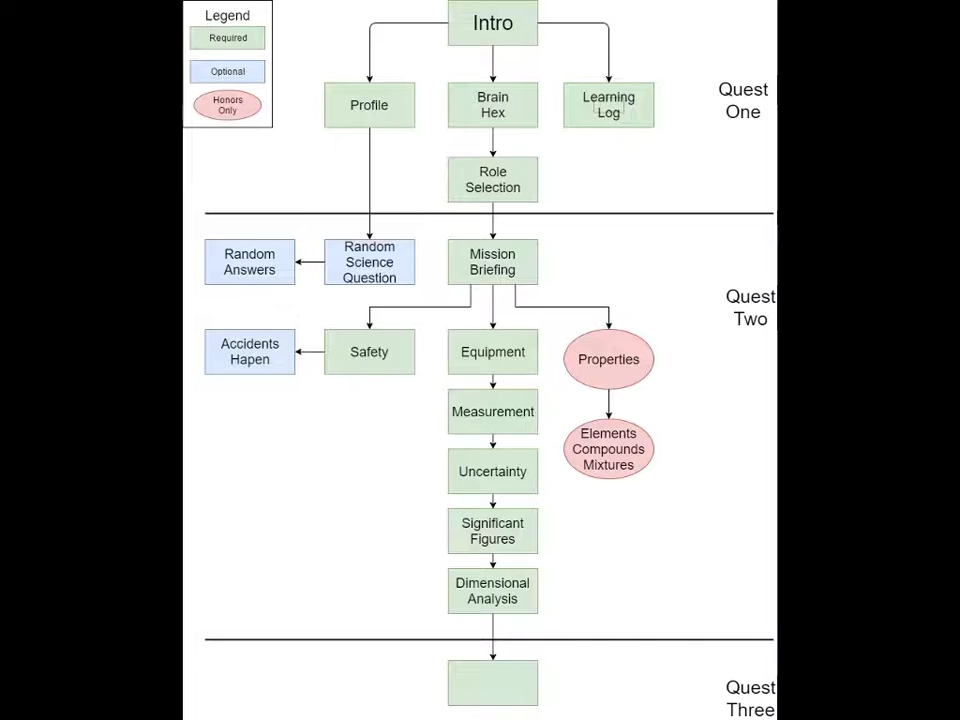 Legend
Required
Optional
Honors
Only
Intro
Profile
Brain
Hex
Learning
Log
Quest
One
Role
Selection
Random
Answers
Random
Science
Question
Mission
Briefing
Quest
Two
Accidents
Hapen
Safety
Equipment
Properties
Measurement
Elements
Compounds
Mixtures
Uncertainty
Significant
Figures
Dimensional
Analysis
Quest
Three